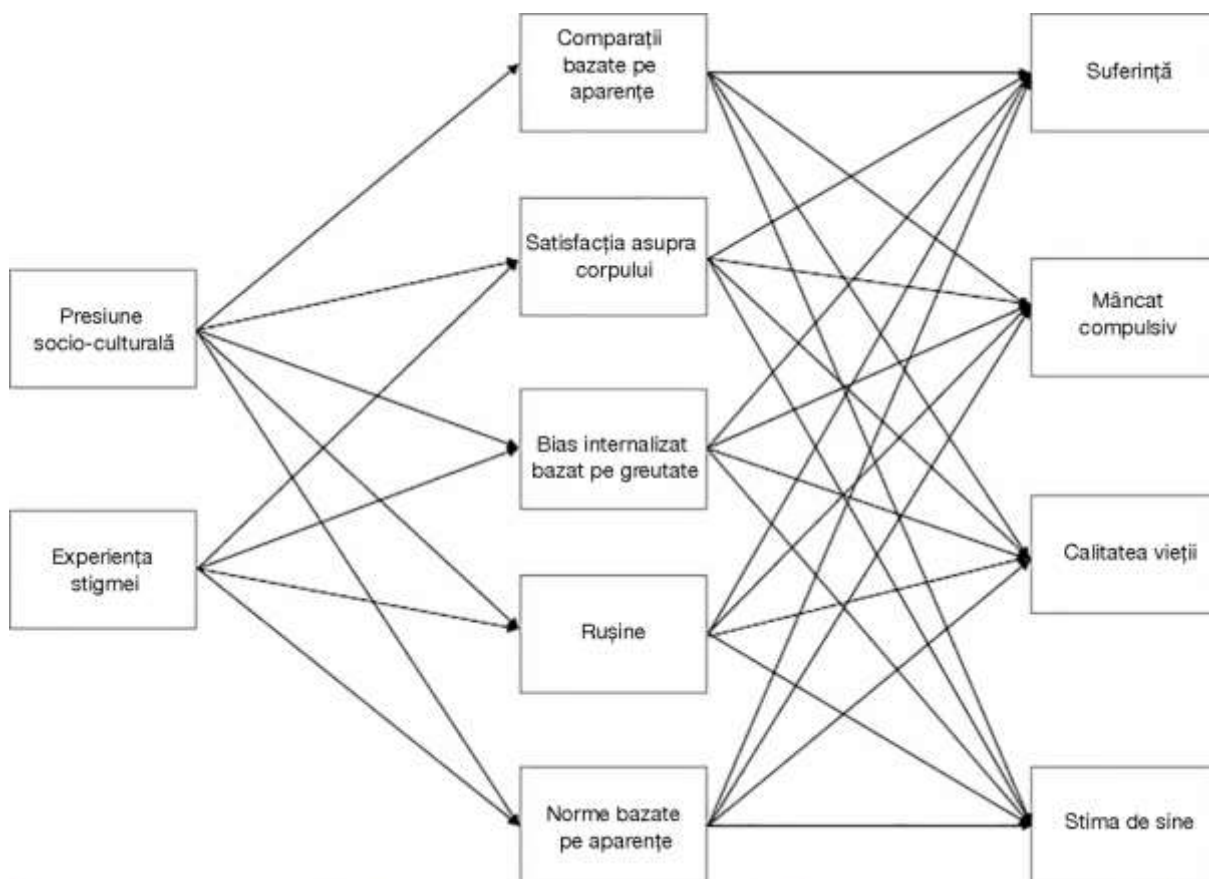 Comparații
bazate pe
aparențe
Suferință
Satisfacția asupra
corpului
Presiune
socio-culturală
Mâncat
compulsiv
Bias internalizat
bazat pe greutate
Experiența
stigmei
Calitatea vieții
Rușine
Norme bazate
pe aparențe
Stima de sine